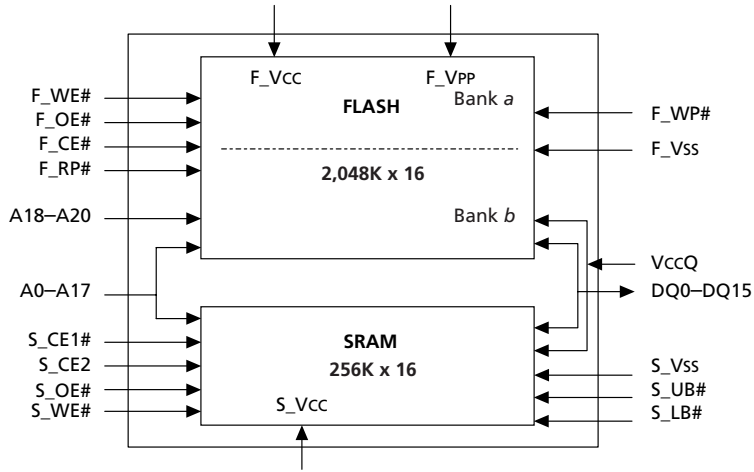 F_VCC
F_VPP
F_WE#
FLASH
Bank a
F_OE#
F_WP#
F_CE#
F_Vss
F_RP#
2,048K x 16
A18–A20
Bank b
VccQ
A0–A17
DQ0–DQ15
S_CE1#
SRAM
S_CE2
256K x 16
S_Vss
S_OE#
S_UB#
S_WE#
S_VCC
S_LB#